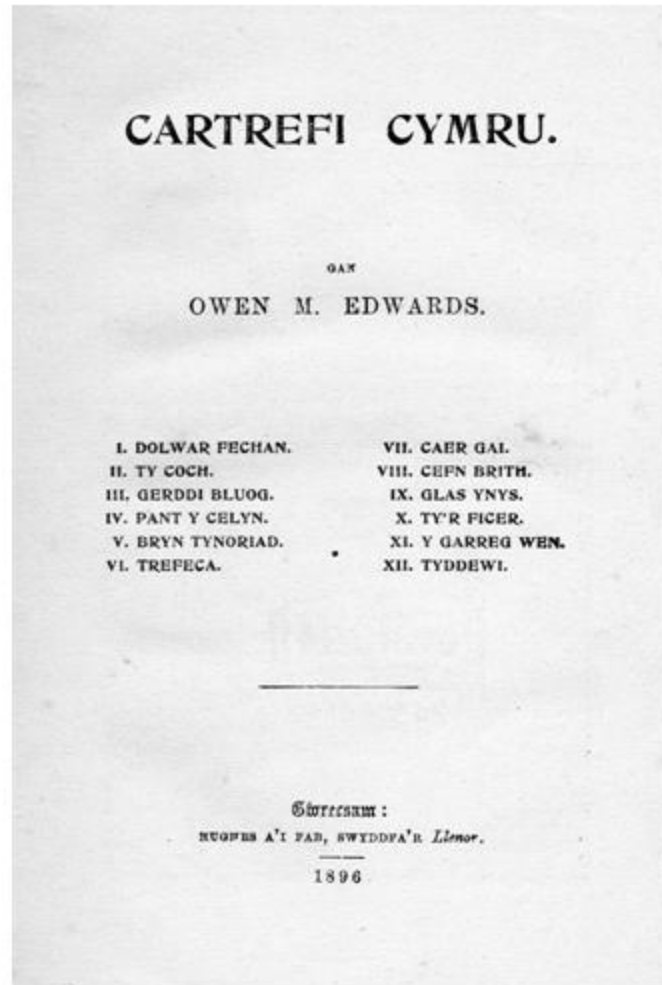 CARTREFI CYMRU.
GAN
OWEN M. EDWARDS.
I. DOLWAR FECHAN.
II. TY COCH.
III. GERDDI BLUOG.
IV. PANT Y CELYN.
V. BRYN TYNORIAD.
VI. TREFECA.
VII. CAER GAI.
VIII. CEFN BRITH.
IX. GLAS YNYS.
X. TY'R FICER.
XI. Y GARREG WEN.
XII. TYDDEWI.
Gwrecsam:
HUGHES A'I FAB, SWYDDFA'R Llenor.
1896